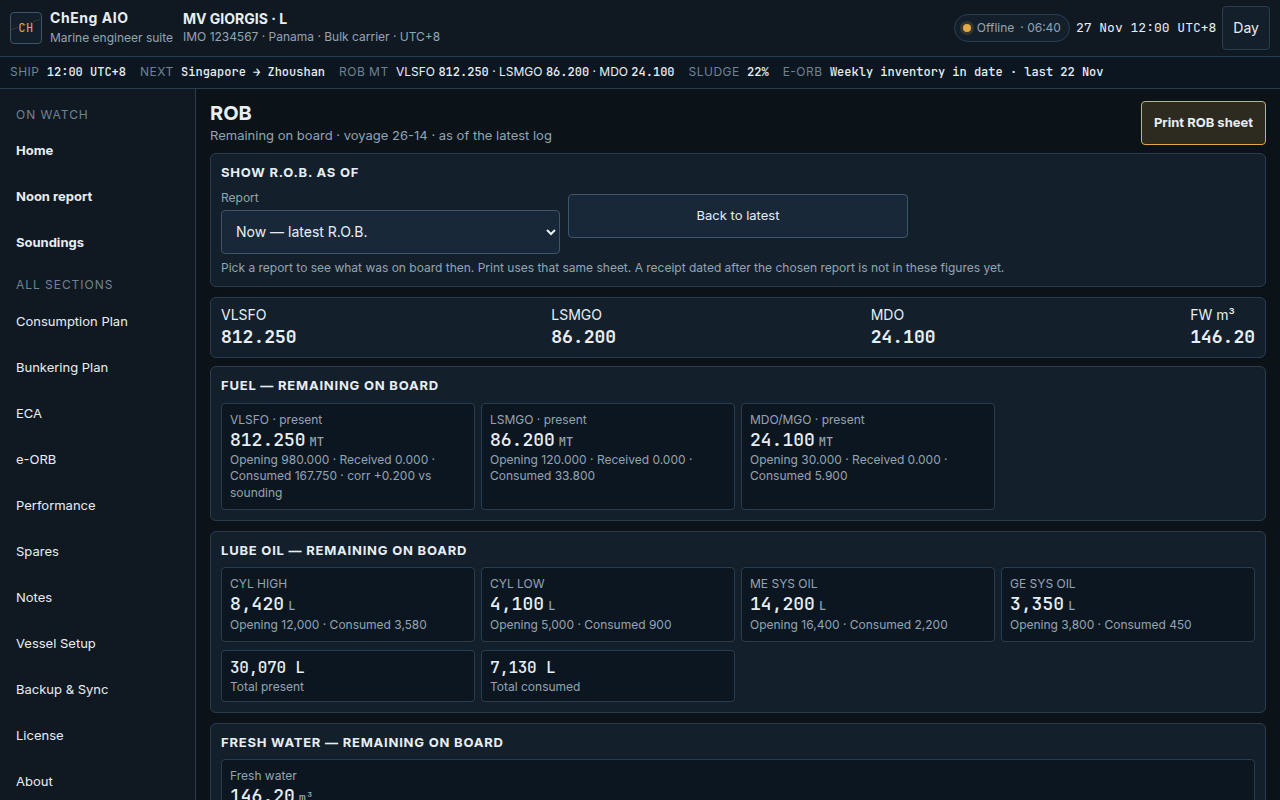 CH
ChEng AIO
Marine engineer suite
MV GIORGIS · L
IMO 1234567 · Panama · Bulk carrier · UTC+8
Offline · 06:40
27 Nov 12:00 UTC+8
Day
SHIP 12:00 UTC+8 NEXT Singapore → Zhoushan ROB MT VLSFO 812.250 · LSMGO 86.200 · MDO 24.100 SLUDGE 22% E-ORB Weekly inventory in date · last 22 Nov
ON WATCH
Home
Noon report
Soundings
ALL SECTIONS
Consumption Plan
Bunkering Plan
ECA
e-ORB
Performance
Spares
Notes
Vessel Setup
Backup & Sync
License
About
ROB
Remaining on board · voyage 26-14 · as of the latest log
Print ROB sheet
SHOW R.O.B. AS OF
Report
Now — latest R.O.B.
Back to latest
Pick a report to see what was on board then. Print uses that same sheet. A receipt dated after the chosen report is not in these figures yet.
VLSFO
812.250
LSMGO
86.200
MDO
24.100
FW m³
146.20
FUEL — REMAINING ON BOARD
VLSFO · present
812.250 MT
Opening 980.000 · Received 0.000 ·
Consumed 167.750 · corr +0.200 vs
sounding
LSMGO · present
86.200 MT
Opening 120.000 · Received 0.000 ·
Consumed 33.800
MDO/MGO · present
24.100 MT
Opening 30.000 · Received 0.000 ·
Consumed 5.900
LUBE OIL — REMAINING ON BOARD
CYL HIGH
8,420 L
Opening 12,000 · Consumed 3,580
CYL LOW
4,100 L
Opening 5,000 · Consumed 900
ME SYS OIL
14,200 L
Opening 16,400 · Consumed 2,200
GE SYS OIL
3,350 L
Opening 3,800 · Consumed 450
30,070 L
Total present
7,130 L
Total consumed
FRESH WATER — REMAINING ON BOARD
Fresh water
146.20 m³